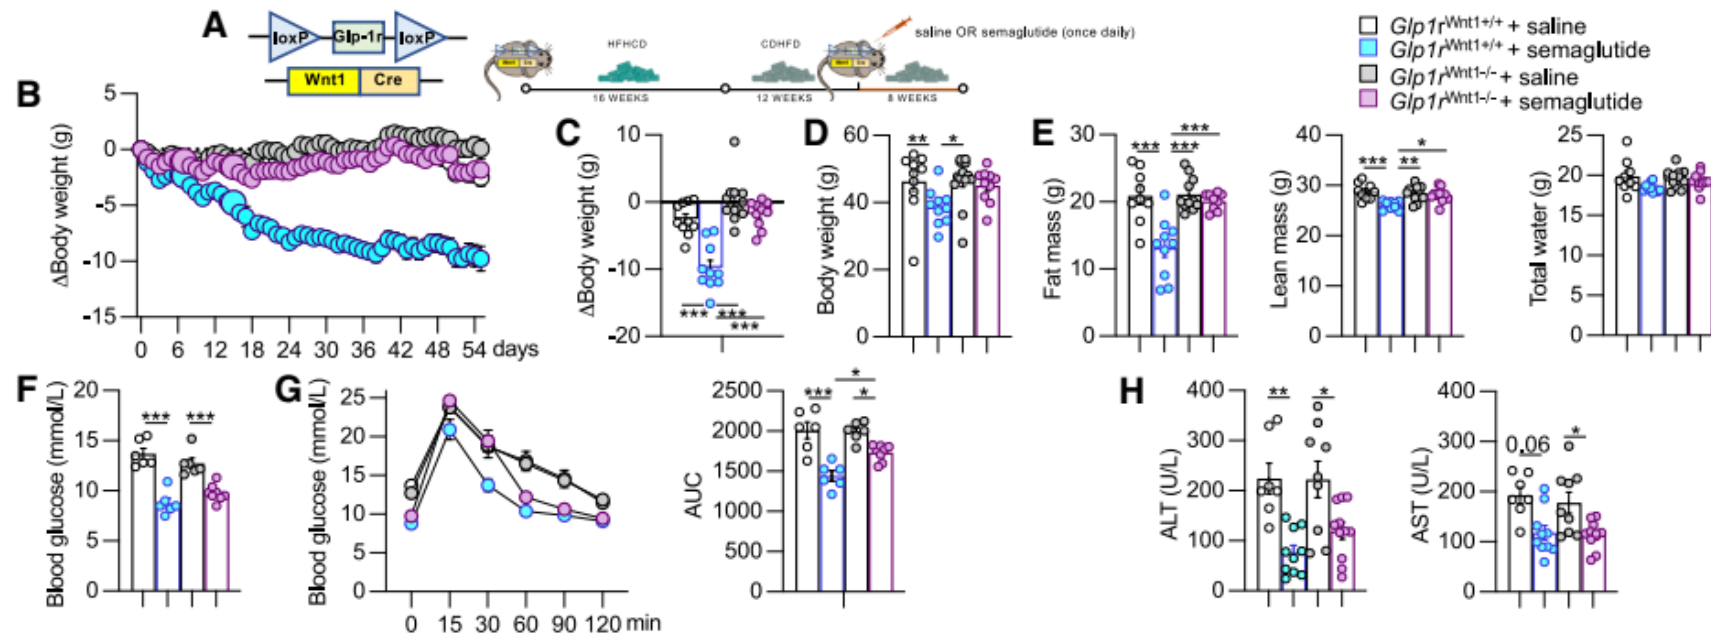 A
loxP Glp-1r loxP
Wnt1 Cre
Wnt1 Cre
HFHCD
CDHFD
Wnt1 Cre
saline OR semaglutide (once daily)
16 WEEKS
12 WEEKS
8 WEEKS
Glp1rWnt1+/+ + saline
Glp1rWnt1+/+ + semaglutide
Glp1rWnt1-/- + saline
Glp1rWnt1-/- + semaglutide
B
ΔBody weight (g)
5
0
-5
-10
-15
0 6 12 18 24 30 36 42 48 54 days
C
ΔBody weight (g)
10
0
-10
-20
*** ***
***
D
Body weight (g)
60
40
20
0
** *
E
Fat mass (g)
30
20
10
0
***
*** ***
Lean mass (g)
40
30
20
10
0
*
*** **
Total water (g)
25
20
15
10
5
0
F
Blood glucose (mmol/L)
20
15
10
5
0
*** ***
G
Blood glucose (mmol/L)
25
20
15
10
5
0
0 15 30 60 90 120 min
AUC
2500
2000
1500
1000
500
0
*
*** *
H
ALT (U/L)
400
300
200
100
0
** *
AST (U/L)
400
300
200
100
0
0.06 *